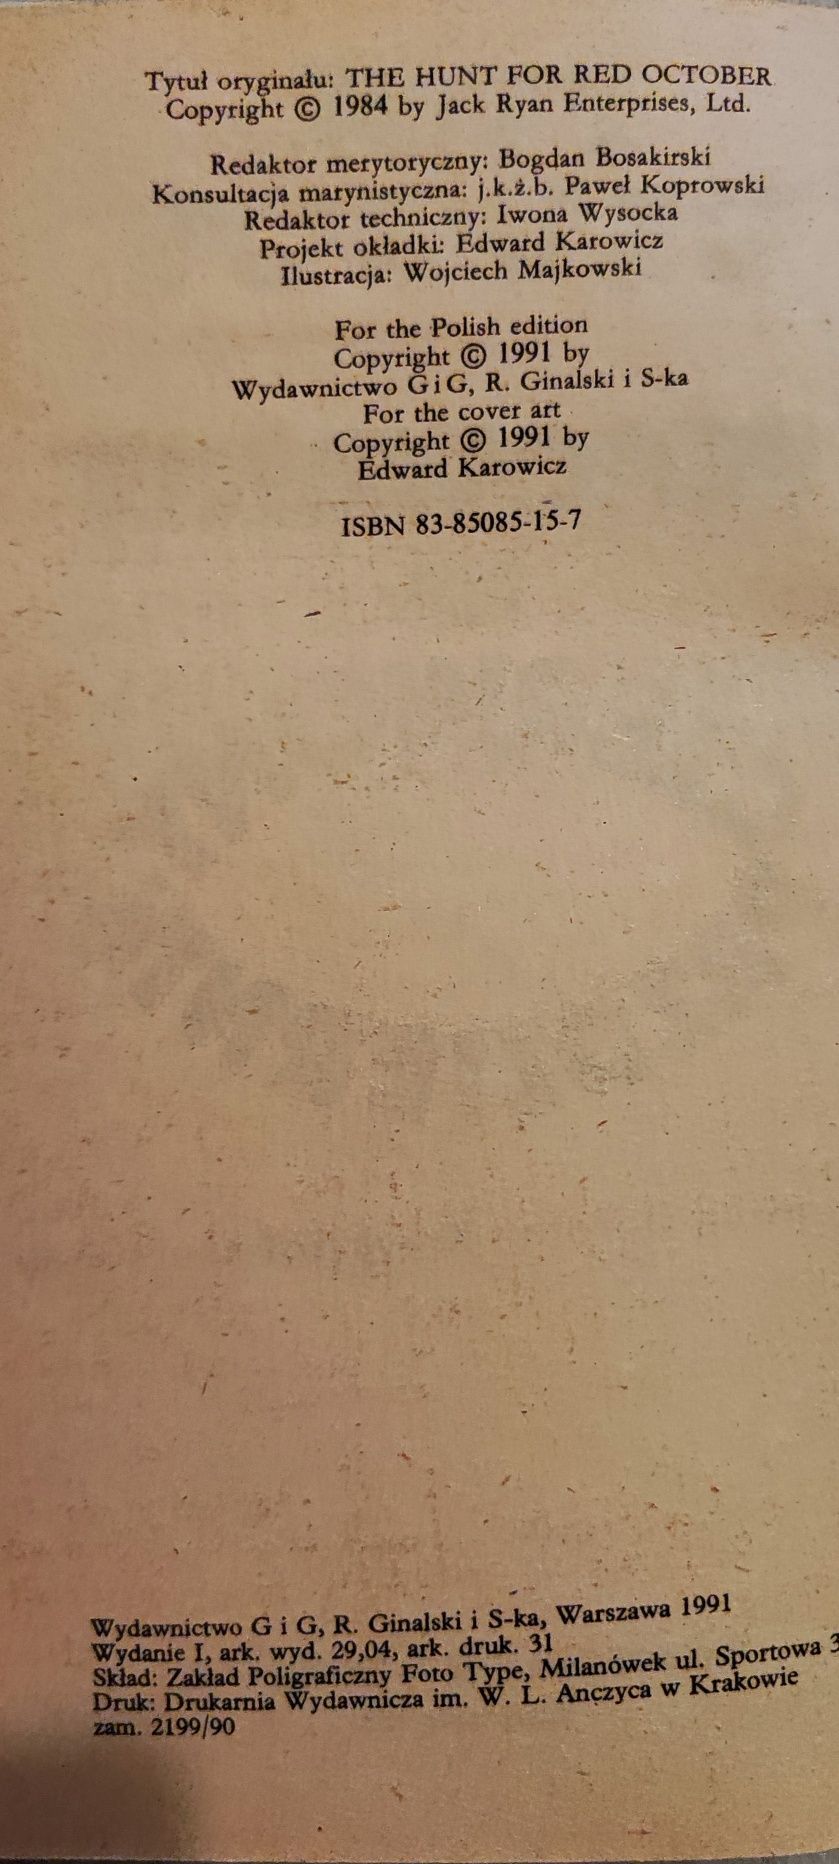 Tytuł oryginału: THE HUNT FOR RED OCTOBER
Copyright © 1984 by Jack Ryan Enterprises, Ltd.
Redaktor merytoryczny: Bogdan Bosakirski
Konsultacja marynistyczna: j.k.ż.b. Paweł Koprowski
Redaktor techniczny: Iwona Wysocka
Projekt okładki: Edward Karowicz
Ilustracja: Wojciech Majkowski
For the Polish edition
Copyright © 1991 by
Wydawnictwo G i G, R. Ginalski i S-ka
For the cover art
Copyright © 1991 by
Edward Karowicz
ISBN 83-85085-15-7
Wydawnictwo G i G, R. Ginalski i S-ka, Warszawa 1991
Wydanie I, ark. wyd. 29,04, ark. druk. 31
Skład: Zakład Poligraficzny Foto Type, Milanówek ul. Sportowa 3
Druk: Drukarnia Wydawnicza im. W. L. Anczyca w Krakowie
zam. 2199/90